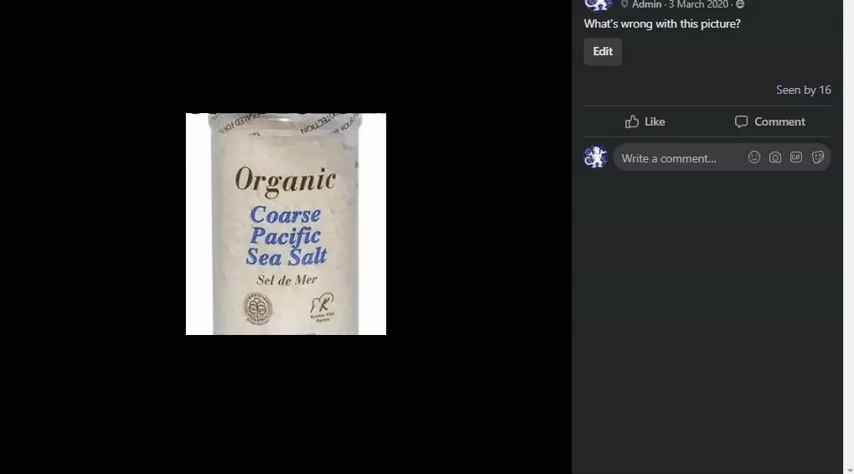 Admin · 3 March 2020 ·
What's wrong with this picture?
Edit
Seen by 16
Like Comment
Write a comment...
GIF
Organic
Coarse
Pacific
Sea Salt
Sel de Mer